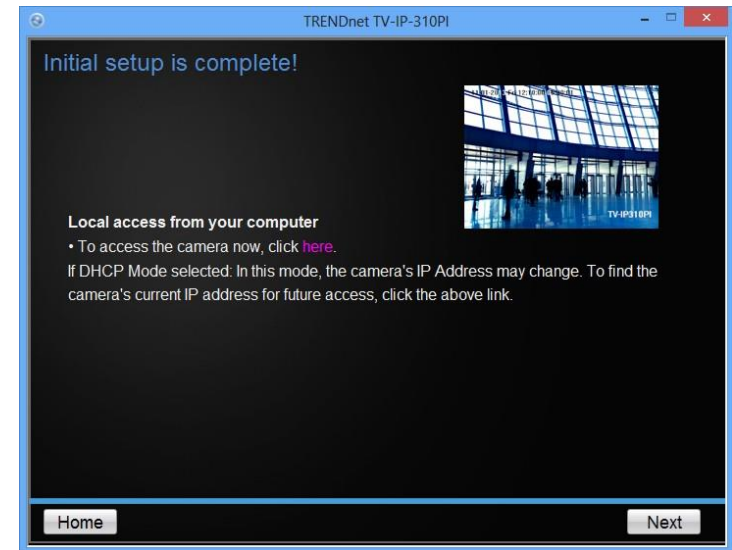 TRENDnet TV-IP-310PI
Initial setup is complete!
TV-IP310PI
Local access from your computer
• To access the camera now, click here.
If DHCP Mode selected: In this mode, the camera's IP Address may change. To find the
camera's current IP address for future access, click the above link.
Home
Next